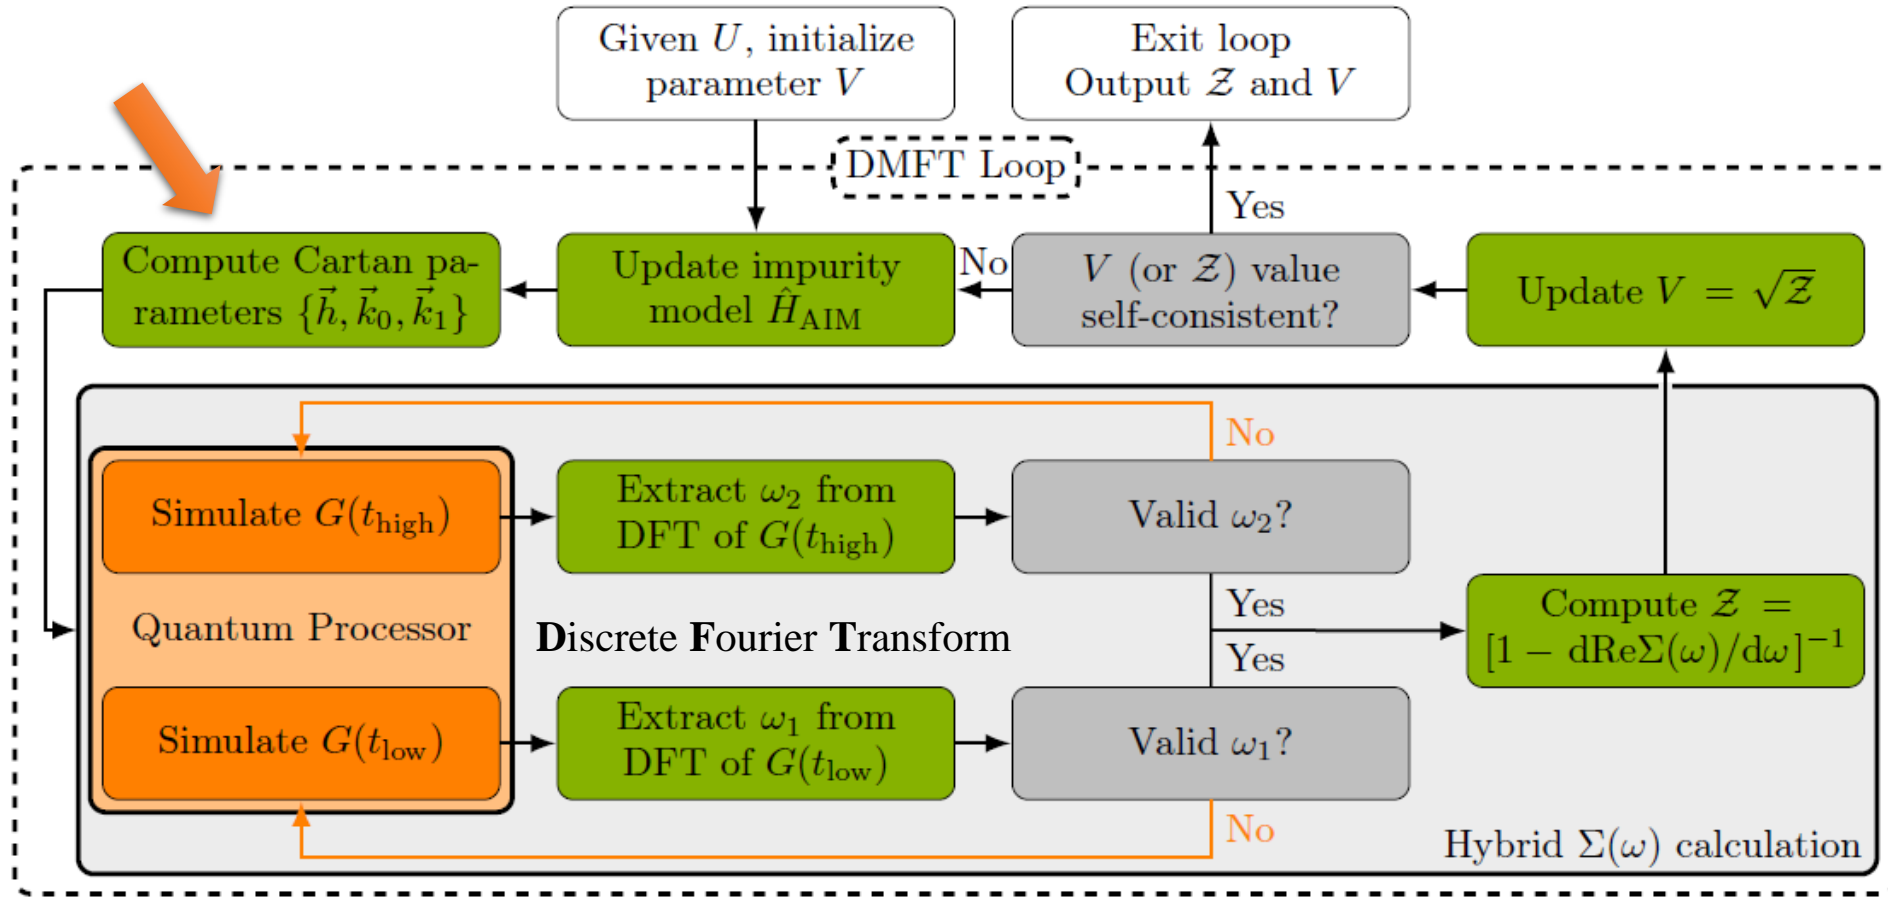 Given U, initialize
parameter V
Exit loop
Output 𝒵 and V
DMFT Loop
Yes
Compute Cartan pa-
rameters {h⃗, k⃗₀, k⃗₁}
Update impurity
model Ĥ_AIM
No
V (or 𝒵) value
self-consistent?
Update V = √𝒵
No
Simulate G(t_high)
Extract ω₂ from
DFT of G(t_high)
Valid ω₂?
Yes
Quantum Processor
Discrete Fourier Transform
Yes
Compute 𝒵 =
[1 − dReΣ(ω)/dω]⁻¹
Simulate G(t_low)
Extract ω₁ from
DFT of G(t_low)
Valid ω₁?
No
Hybrid Σ(ω) calculation